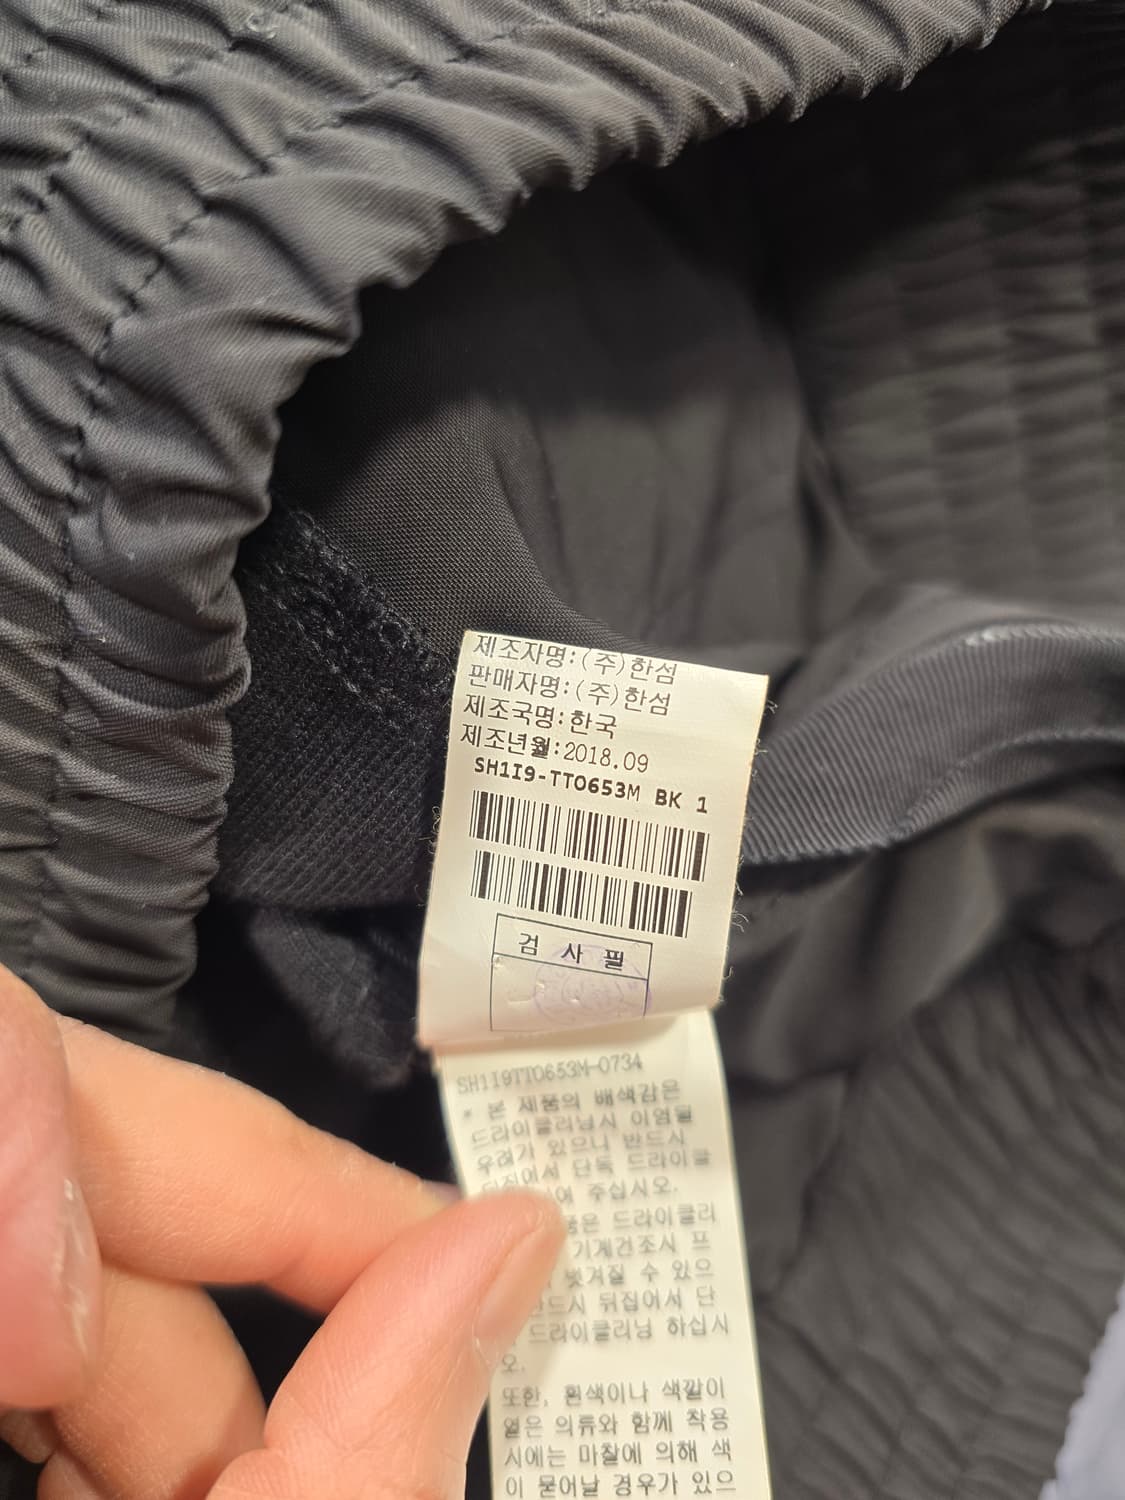 제조자명:(주)한섬
판매자명:(주)한섬
제조국명:한국
제조년월:2018.09
SH1I9-TTO653M BK 1
검 사 필
SH1I9TTO653M-0734
* 본 제품의 배색감은
드라이클리닝시 이염될
우려가 있으니 반드시
뒤집어서 단독 드라이클
주십시오.
드라이클리
기계건조시 프
벗겨질 수 있으
반드시 뒤집어서 단
드라이클리닝 하십시
오.
또한, 흰색이나 색깔이
옅은 의류와 함께 착용
시에는 마찰에 의해 색
이 묻어날 경우가 있으